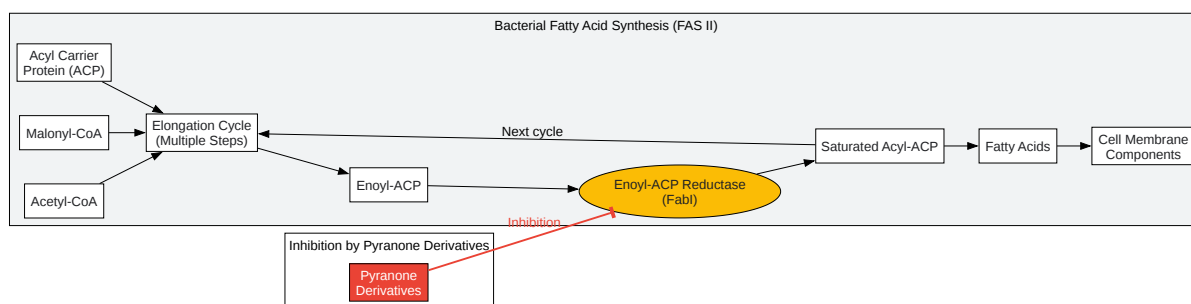 Bacterial Fatty Acid Synthesis (FAS II)
Acyl Carrier
Protein (ACP)
Malonyl-CoA
Acetyl-CoA
Elongation Cycle
(Multiple Steps)
Next cycle
Enoyl-ACP
Enoyl-ACP Reductase
(FabI)
Saturated Acyl-ACP
Fatty Acids
Cell Membrane
Components
Inhibition
Inhibition by Pyranone Derivatives
Pyranone
Derivatives